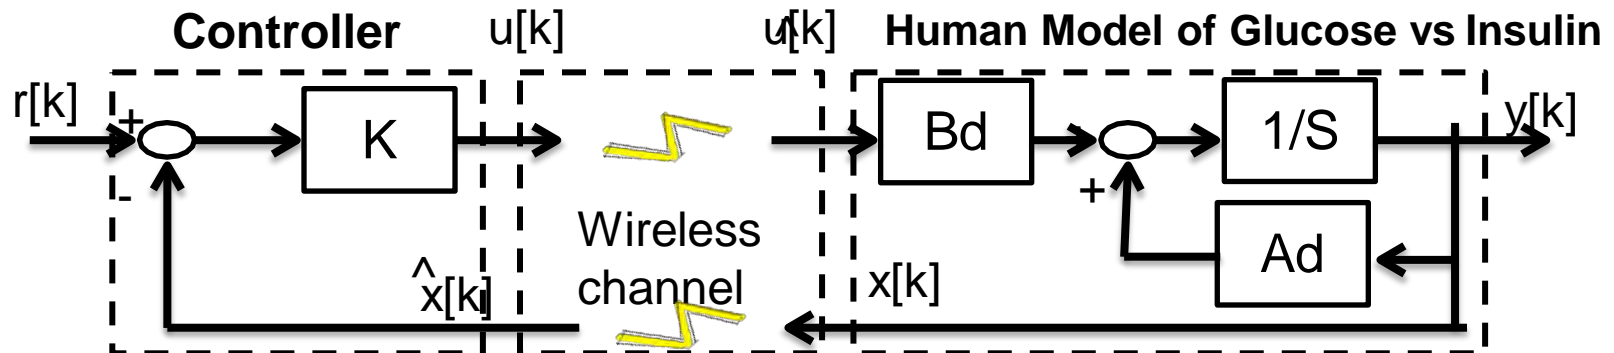 Controller
u[k]
û[k]
Human Model of Glucose vs Insulin
r[k]
+
-
K
Bd
+
1/S
Ad
y[k]
Wireless
channel
x̂[k]
x[k]